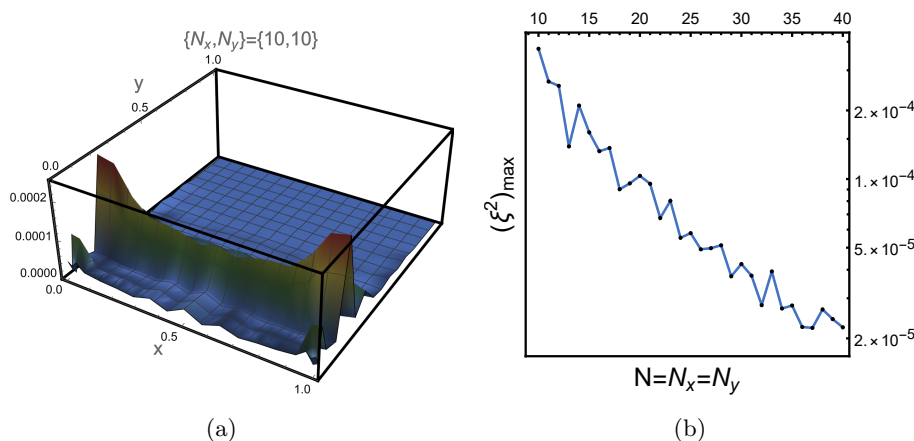 {N_x,N_y}={10,10}
1.0
y
0.5
0.0
0.0002
0.0001
0.0000
0.0
0.5
x
1.0
(a)
10 15 20 25 30 35 40
2.×10⁻⁴
1.×10⁻⁴
5.×10⁻⁵
2.×10⁻⁵
(ξ²)max
N=N_x=N_y
(b)